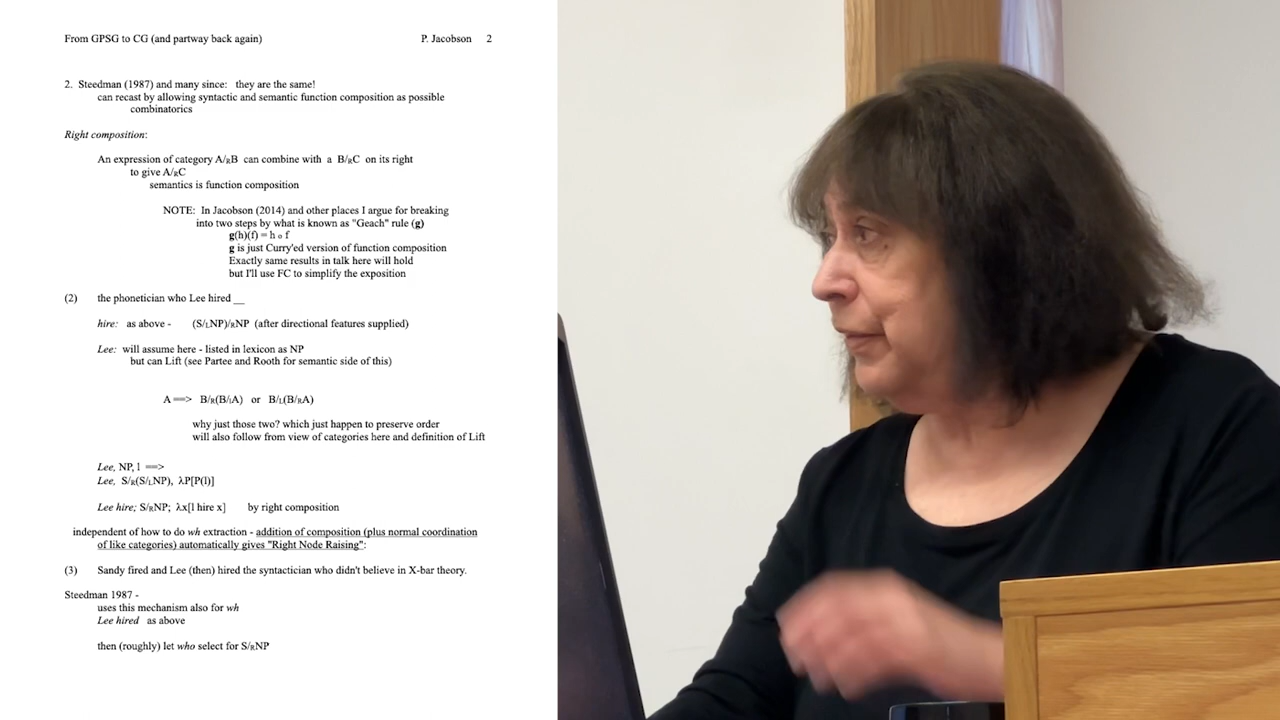 From GPSG to CG (and partway back again) P. Jacobson 2
2. Steedman (1987) and many since: they are the same!
can recast by allowing syntactic and semantic function composition as possible
combinatorics
Right composition:
An expression of category A/RB can combine with a B/RC on its right
to give A/RC
semantics is function composition
NOTE: In Jacobson (2014) and other places I argue for breaking
into two steps by what is known as "Geach" rule (g)
g(h)(f) = h ∘ f
g is just Curry'ed version of function composition
Exactly same results in talk here will hold
but I'll use FC to simplify the exposition
(2) the phonetician who Lee hired __
hire: as above - (S/LNP)/RNP (after directional features supplied)
Lee: will assume here - listed in lexicon as NP
but can Lift (see Partee and Rooth for semantic side of this)
A ==> B/R(B/LA) or B/L(B/RA)
why just those two? which just happen to preserve order
will also follow from view of categories here and definition of Lift
Lee, NP, l ==>
Lee, S/R(S/LNP), λP[P(l)]
Lee hire; S/RNP; λx[l hire x] by right composition
independent of how to do wh extraction - addition of composition (plus normal coordination
of like categories) automatically gives "Right Node Raising":
(3) Sandy fired and Lee (then) hired the syntactician who didn't believe in X-bar theory.
Steedman 1987 -
uses this mechanism also for wh
Lee hired as above
then (roughly) let who select for S/RNP